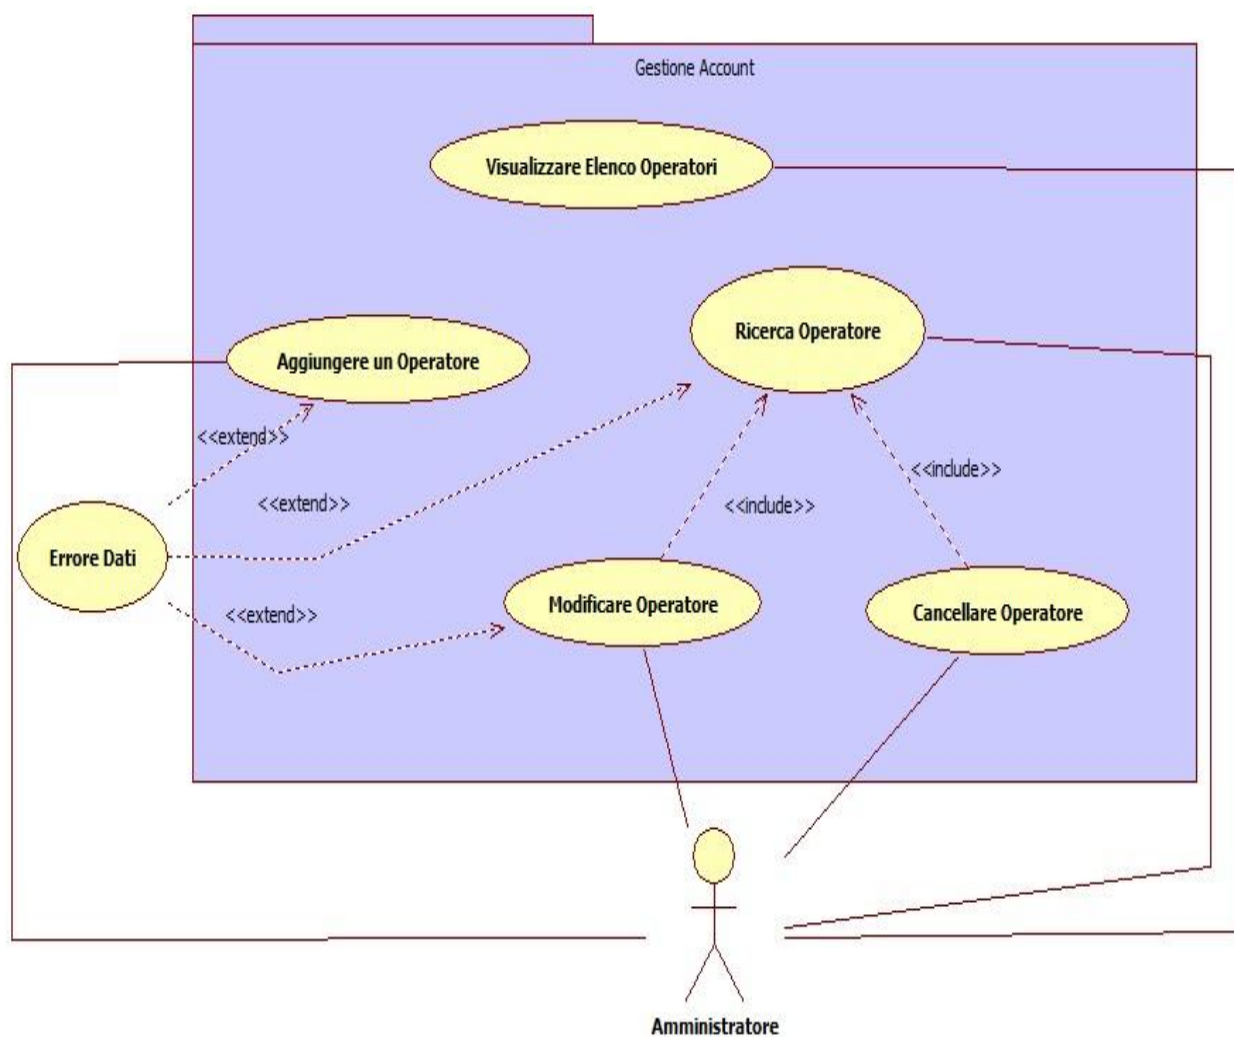 Gestione Account
Visualizzare Elenco Operatori
Ricerca Operatore
Aggiungere un Operatore
<<extend>>
<<include>>
<<extend>>
<<include>>
Errore Dati
Modificare Operatore
Cancellare Operatore
<<extend>>
Amministratore